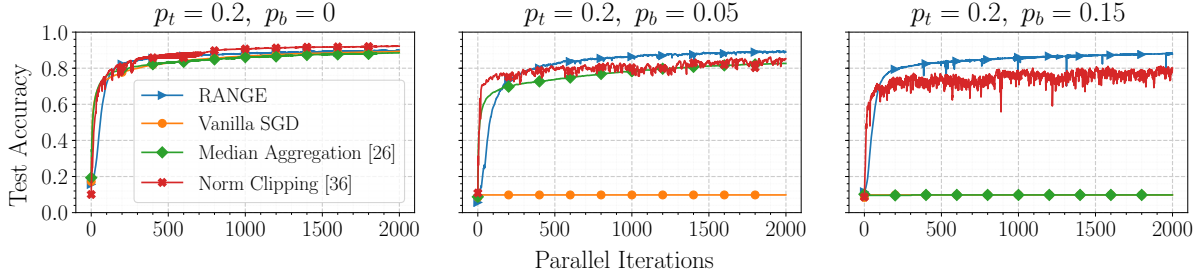 p_t = 0.2, p_b = 0
p_t = 0.2, p_b = 0.05
p_t = 0.2, p_b = 0.15
Test Accuracy
1.0
0.8
0.6
0.4
0.2
0.0
RANGE
Vanilla SGD
Median Aggregation [26]
Norm Clipping [36]
0 500 1000 1500 2000
0 500 1000 1500 2000
0 500 1000 1500 2000
Parallel Iterations